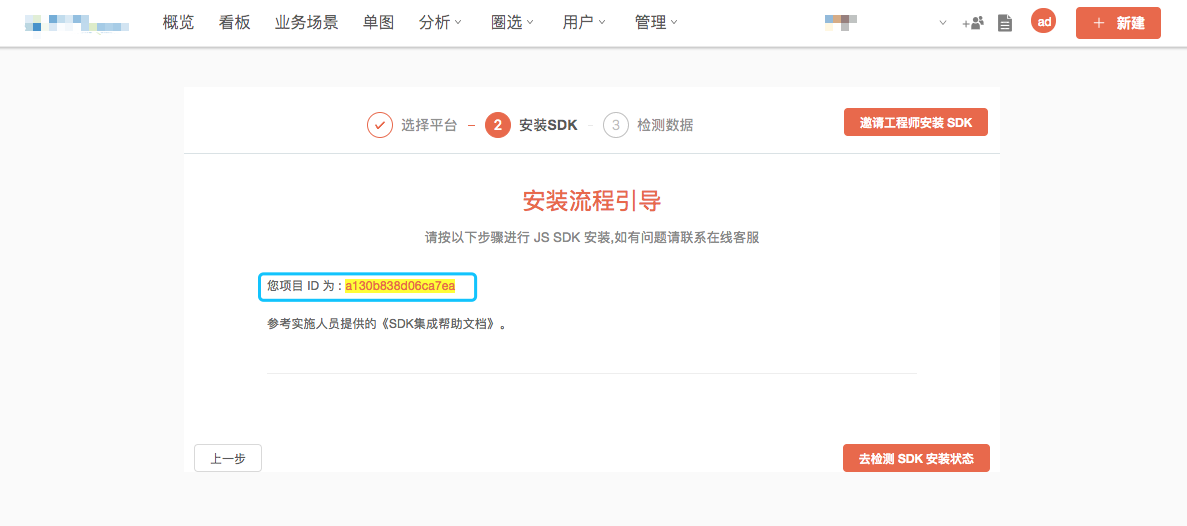 概览 看板 业务场景 单图 分析 圈选 用户 管理 ad + 新建
选择平台 – 2 安装SDK – 3 检测数据 邀请工程师安装 SDK
安装流程引导
请按以下步骤进行 JS SDK 安装,如有问题请联系在线客服
您项目 ID 为 : a130b838d06ca7ea
参考实施人员提供的《SDK集成帮助文档》。
上一步 去检测 SDK 安装状态